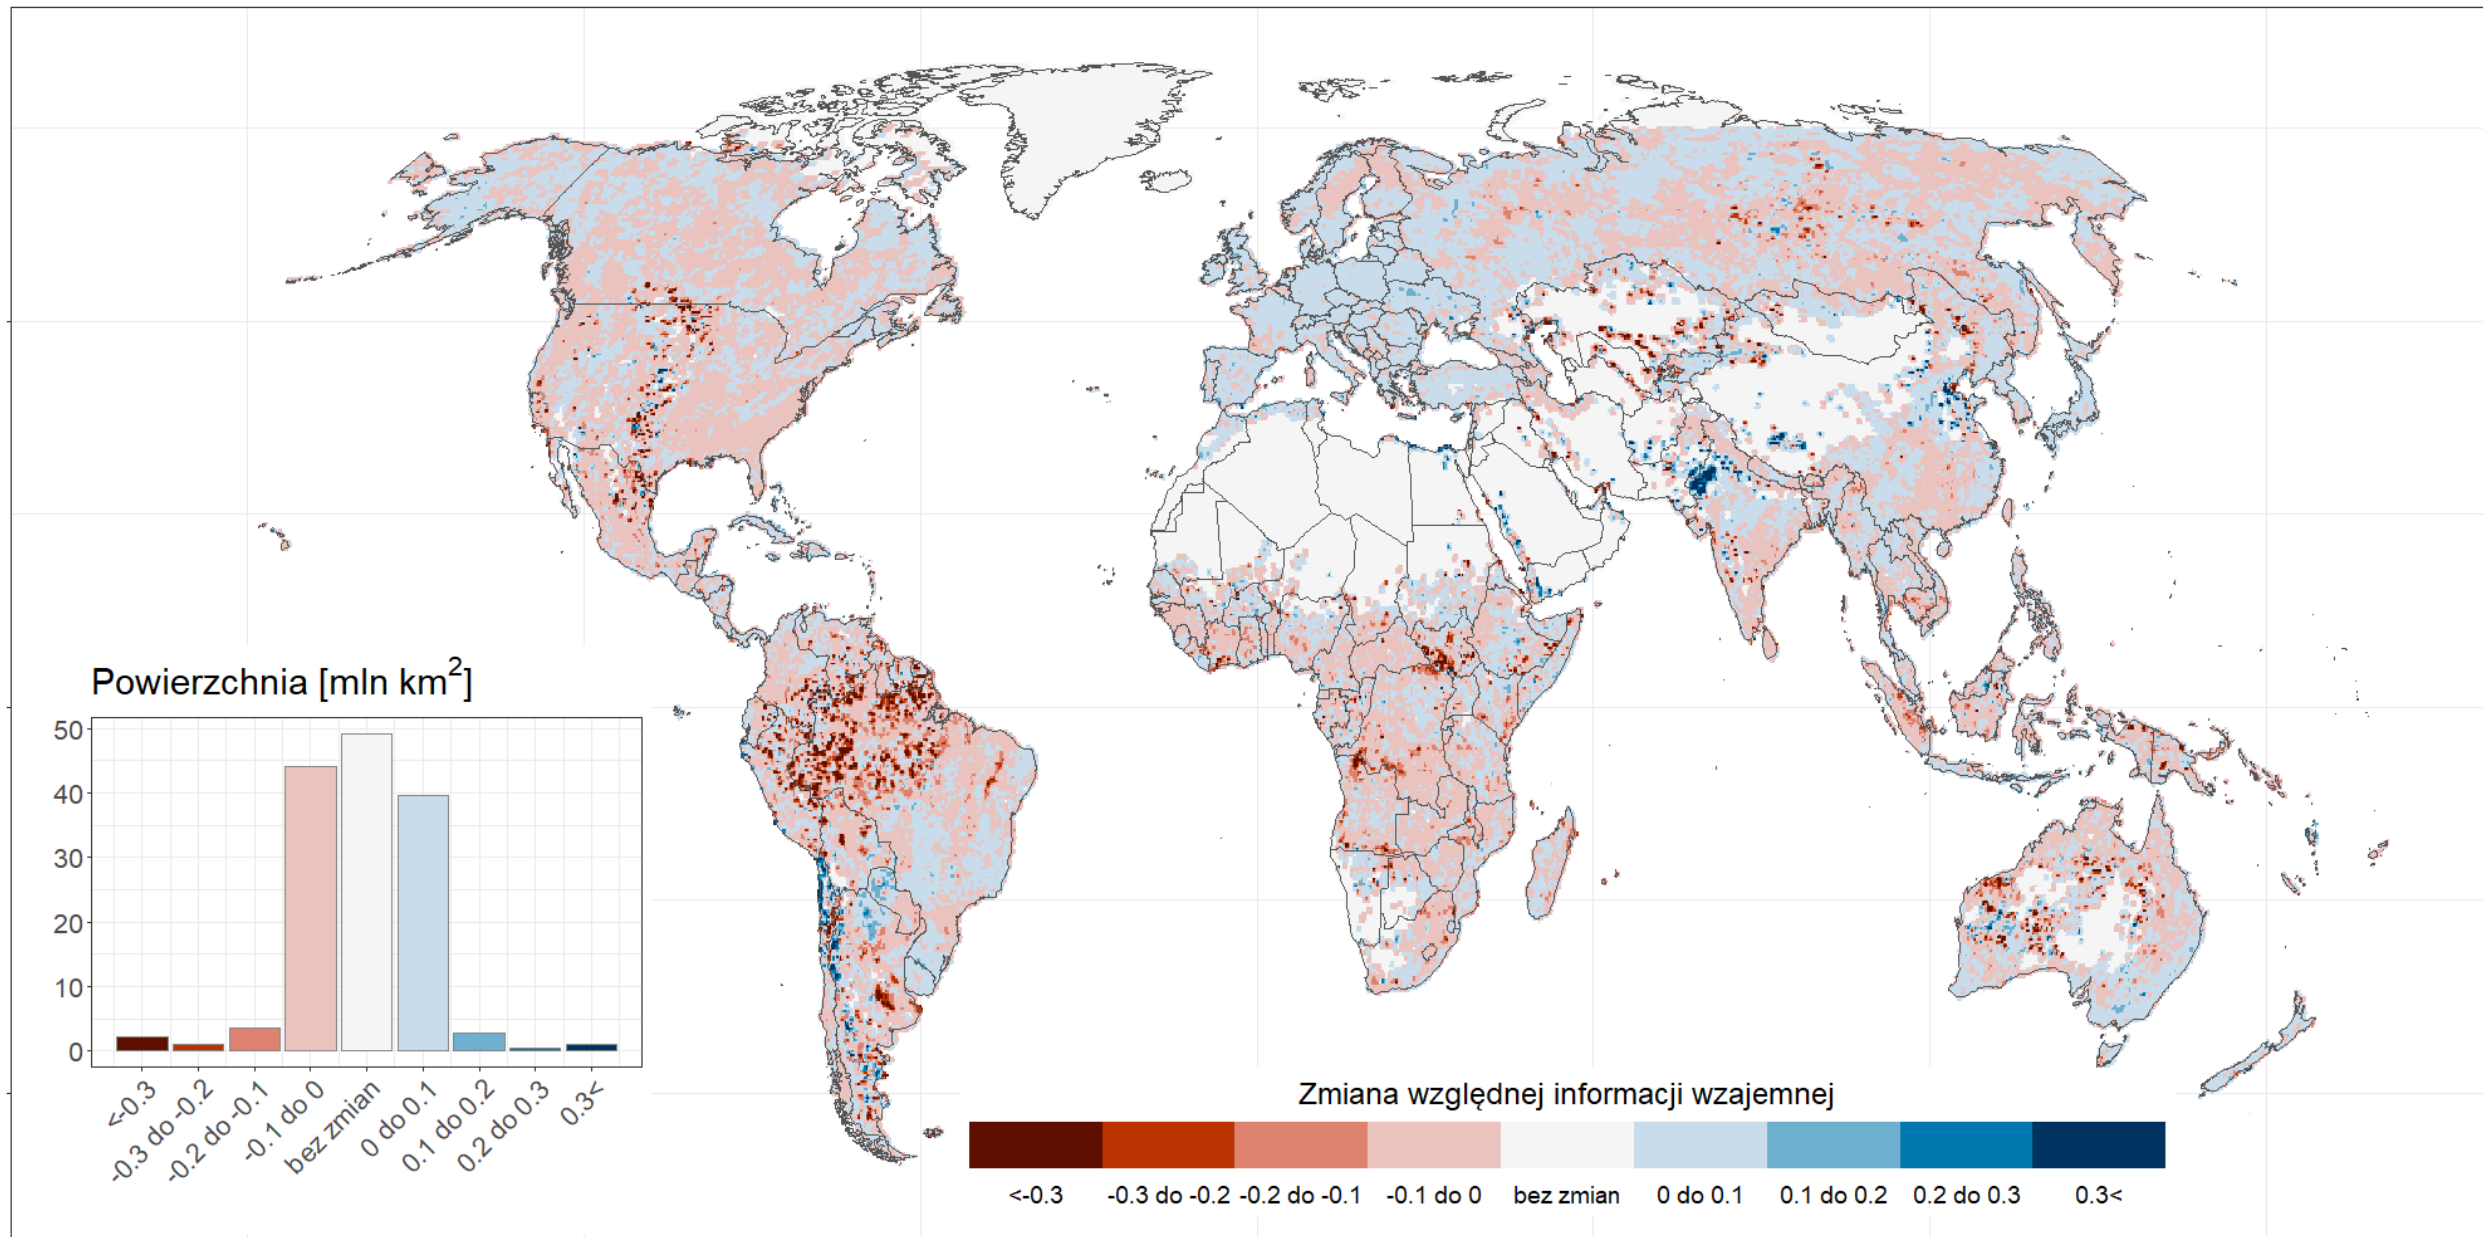 Powierzchnia [mln km²]
50
40
30
20
10
0
<-0.3
-0.3 do -0.2
-0.2 do -0.1
-0.1 do 0
bez zmian
0 do 0.1
0.1 do 0.2
0.2 do 0.3
0.3<
Zmiana względnej informacji wzajemnej
<-0.3 -0.3 do -0.2 -0.2 do -0.1 -0.1 do 0 bez zmian 0 do 0.1 0.1 do 0.2 0.2 do 0.3 0.3<